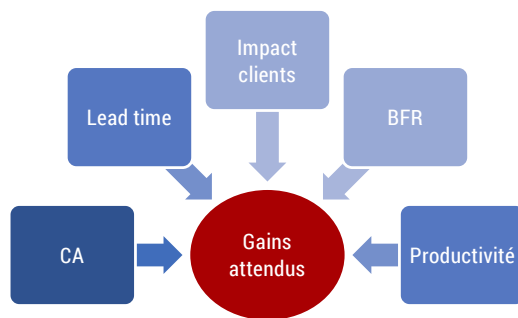 Impact
clients
Lead time
BFR
CA
Gains
attendus
Productivité